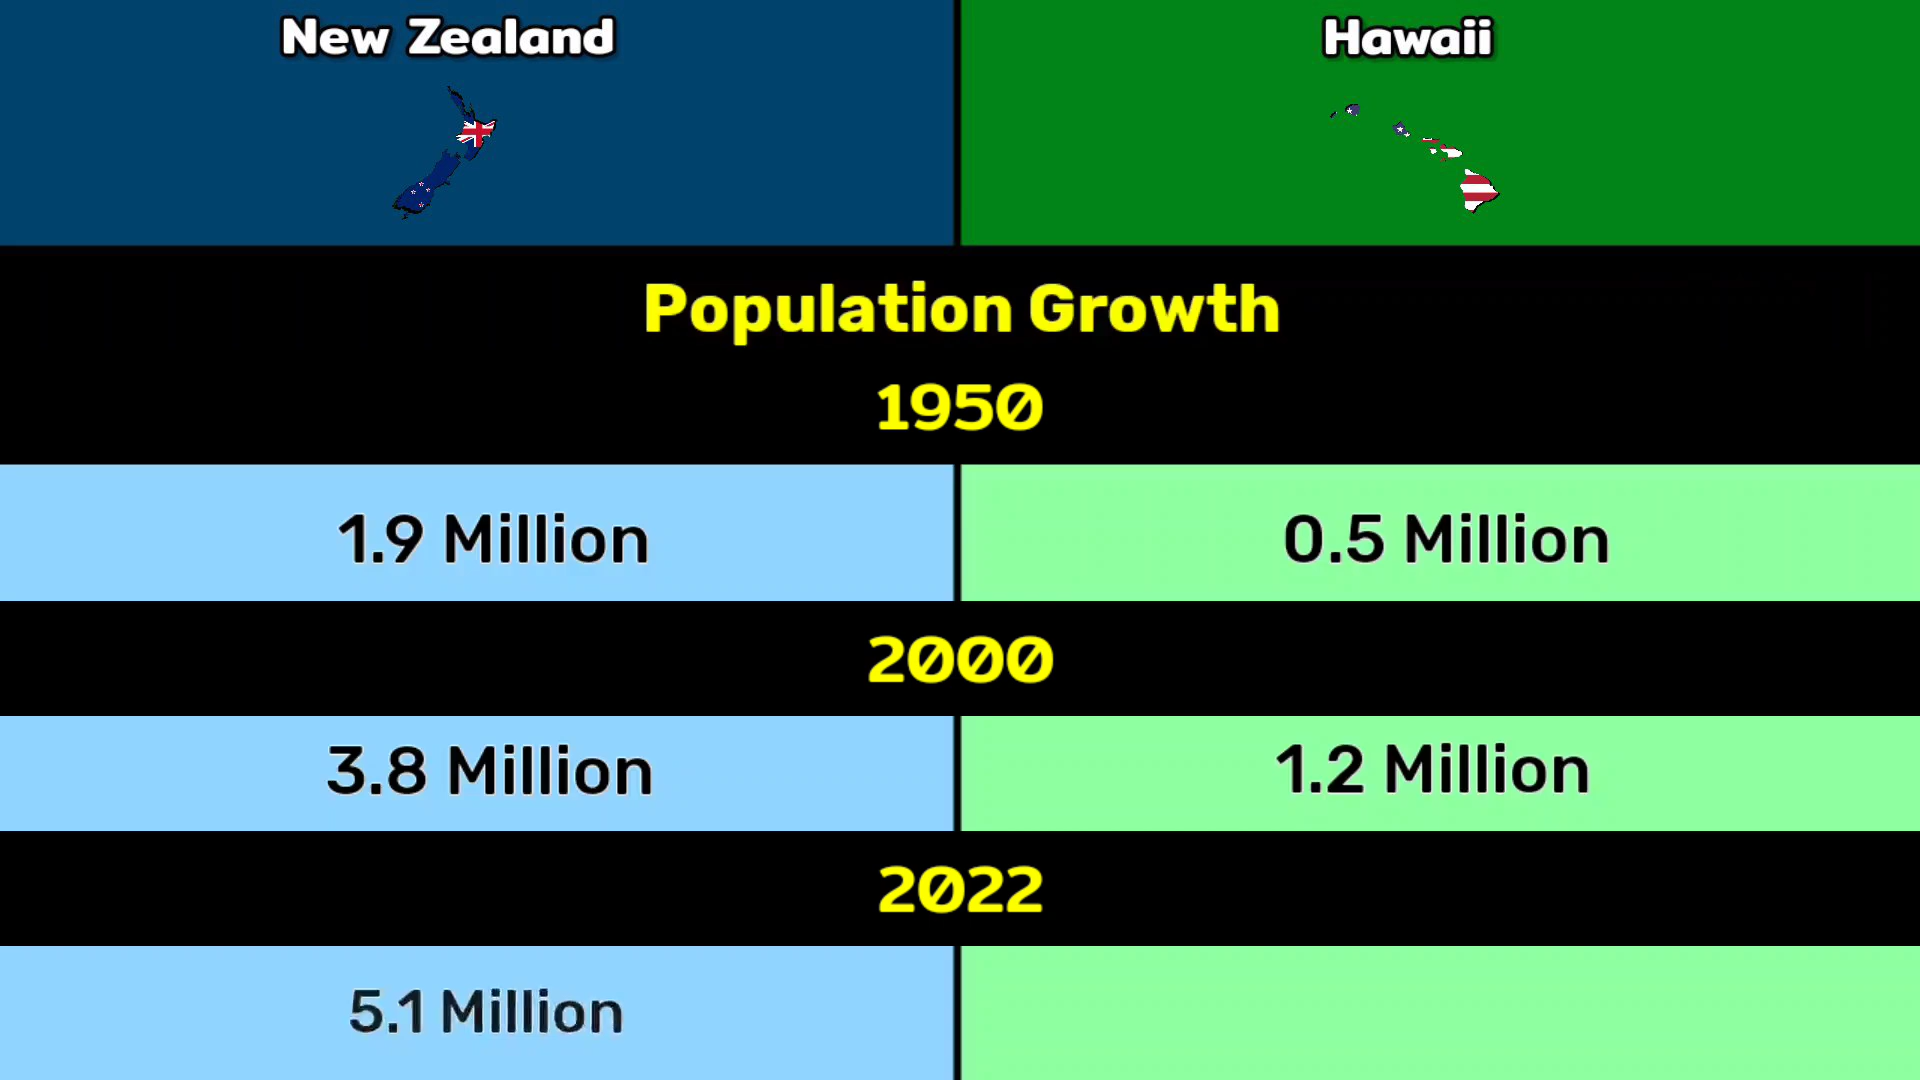 New Zealand
Hawaii
Population Growth
1950
1.9 Million
0.5 Million
2000
3.8 Million
1.2 Million
2022
5.1 Million